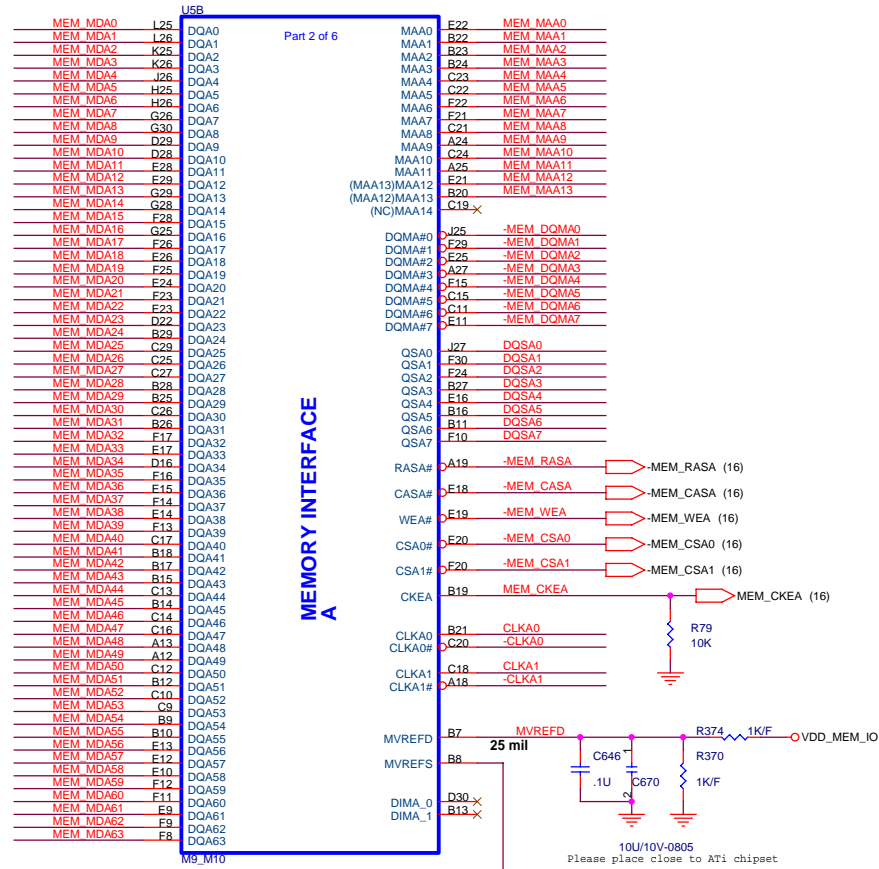 U5B
Part 2 of 6
MEM_MDA0 L25 DQA0
MEM_MDA1 L26 DQA1
MEM_MDA2 K25 DQA2
MEM_MDA3 K26 DQA3
MEM_MDA4 J26 DQA4
MEM_MDA5 H25 DQA5
MEM_MDA6 H26 DQA6
MEM_MDA7 G26 DQA7
MEM_MDA8 G30 DQA8
MEM_MDA9 D29 DQA9
MEM_MDA10 D28 DQA10
MEM_MDA11 E28 DQA11
MEM_MDA12 E29 DQA12
MEM_MDA13 G29 DQA13
MEM_MDA14 G28 DQA14
MEM_MDA15 F28 DQA15
MEM_MDA16 G25 DQA16
MEM_MDA17 F26 DQA17
MEM_MDA18 E26 DQA18
MEM_MDA19 F25 DQA19
MEM_MDA20 E24 DQA20
MEM_MDA21 F23 DQA21
MEM_MDA22 E23 DQA22
MEM_MDA23 D22 DQA23
MEM_MDA24 B29 DQA24
MEM_MDA25 C29 DQA25
MEM_MDA26 C25 DQA26
MEM_MDA27 C27 DQA27
MEM_MDA28 B28 DQA28
MEM_MDA29 B25 DQA29
MEM_MDA30 C26 DQA30
MEM_MDA31 B26 DQA31
MEM_MDA32 F17 DQA32
MEM_MDA33 E17 DQA33
MEM_MDA34 D16 DQA34
MEM_MDA35 F16 DQA35
MEM_MDA36 E15 DQA36
MEM_MDA37 F14 DQA37
MEM_MDA38 E14 DQA38
MEM_MDA39 F13 DQA39
MEM_MDA40 C17 DQA40
MEM_MDA41 B18 DQA41
MEM_MDA42 B17 DQA42
MEM_MDA43 B15 DQA43
MEM_MDA44 C13 DQA44
MEM_MDA45 B14 DQA45
MEM_MDA46 C14 DQA46
MEM_MDA47 C16 DQA47
MEM_MDA48 A13 DQA48
MEM_MDA49 A12 DQA49
MEM_MDA50 C12 DQA50
MEM_MDA51 B12 DQA51
MEM_MDA52 C10 DQA52
MEM_MDA53 C9 DQA53
MEM_MDA54 B9 DQA54
MEM_MDA55 B10 DQA55
MEM_MDA56 E13 DQA56
MEM_MDA57 E12 DQA57
MEM_MDA58 E10 DQA58
MEM_MDA59 F12 DQA59
MEM_MDA60 F11 DQA60
MEM_MDA61 E9 DQA61
MEM_MDA62 F9 DQA62
MEM_MDA63 F8 DQA63
M9_M10
MEMORY INTERFACE
A
MAA0 E22 MEM_MAA0
MAA1 B22 MEM_MAA1
MAA2 B23 MEM_MAA2
MAA3 B24 MEM_MAA3
MAA4 C23 MEM_MAA4
MAA5 C22 MEM_MAA5
MAA6 F22 MEM_MAA6
MAA7 F21 MEM_MAA7
MAA8 C21 MEM_MAA8
MAA9 A24 MEM_MAA9
MAA10 C24 MEM_MAA10
MAA11 A25 MEM_MAA11
(MAA13)MAA12 E21 MEM_MAA12
(MAA12)MAA13 B20 MEM_MAA13
(NC)MAA14 C19
DQMA#0 J25 -MEM_DQMA0
DQMA#1 F29 -MEM_DQMA1
DQMA#2 E25 -MEM_DQMA2
DQMA#3 A27 -MEM_DQMA3
DQMA#4 F15 -MEM_DQMA4
DQMA#5 C15 -MEM_DQMA5
DQMA#6 C11 -MEM_DQMA6
DQMA#7 E11 -MEM_DQMA7
QSA0 J27 DQSA0
QSA1 F30 DQSA1
QSA2 F24 DQSA2
QSA3 B27 DQSA3
QSA4 E16 DQSA4
QSA5 B16 DQSA5
QSA6 B11 DQSA6
QSA7 F10 DQSA7
RASA# A19 -MEM_RASA -MEM_RASA (16)
CASA# E18 -MEM_CASA -MEM_CASA (16)
WEA# E19 -MEM_WEA -MEM_WEA (16)
CSA0# E20 -MEM_CSA0 -MEM_CSA0 (16)
CSA1# F20 -MEM_CSA1 -MEM_CSA1 (16)
CKEA B19 MEM_CKEA MEM_CKEA (16)
R79
10K
CLKA0 B21 CLKA0
CLKA0# C20 -CLKA0
CLKA1 C18 CLKA1
CLKA1# A18 -CLKA1
MVREFD B7 MVREFD R374 1K/F VDD_MEM_IO
25 mil
MVREFS B8
C646
.1U
1
C670
2
R370
1K/F
DIMA_0 D30
DIMA_1 B13
10U/10V-0805
Please place close to ATi chipset